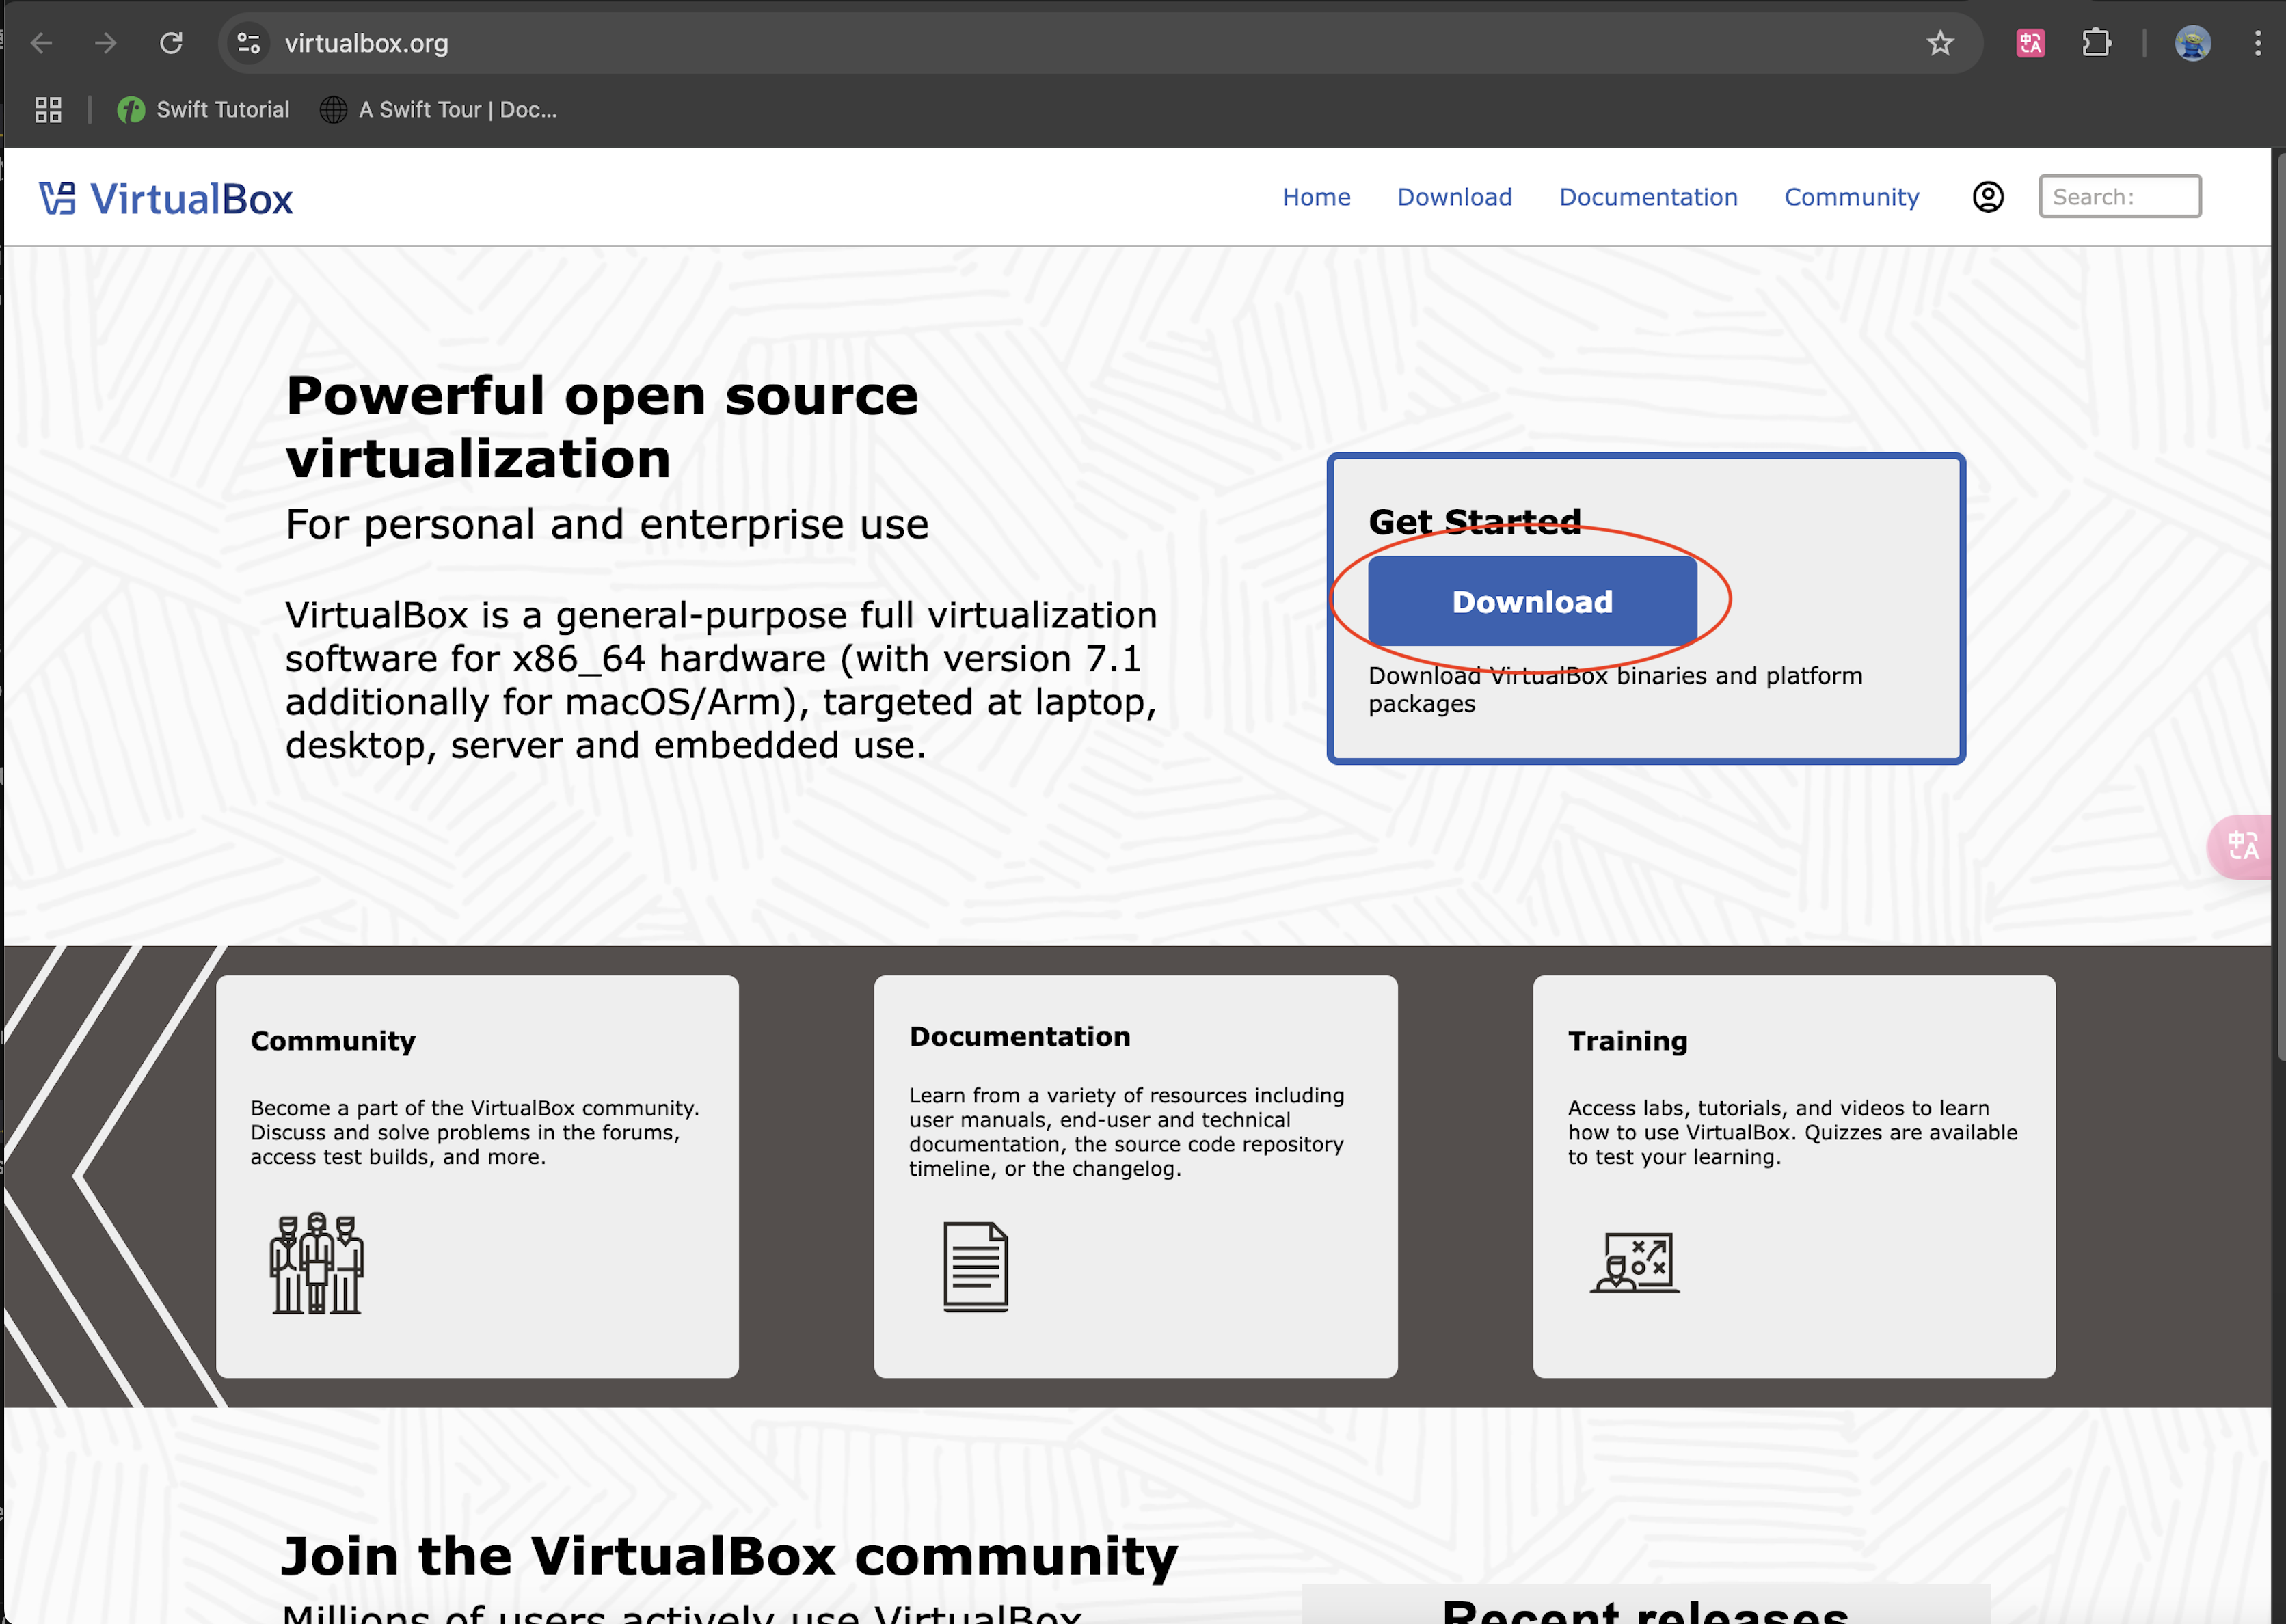 virtualbox.org
Swift Tutorial
A Swift Tour | Doc...
VirtualBox
Home
Download
Documentation
Community
Search:
Powerful open source
virtualization
For personal and enterprise use
VirtualBox is a general-purpose full virtualization
software for x86_64 hardware (with version 7.1
additionally for macOS/Arm), targeted at laptop,
desktop, server and embedded use.
Get Started
Download
Download VirtualBox binaries and platform
packages
中A
Community
Become a part of the VirtualBox community.
Discuss and solve problems in the forums,
access test builds, and more.
Documentation
Learn from a variety of resources including
user manuals, end-user and technical
documentation, the source code repository
timeline, or the changelog.
Training
Access labs, tutorials, and videos to learn
how to use VirtualBox. Quizzes are available
to test your learning.
Join the VirtualBox community
Millions of users actively use VirtualBox
Recent releases